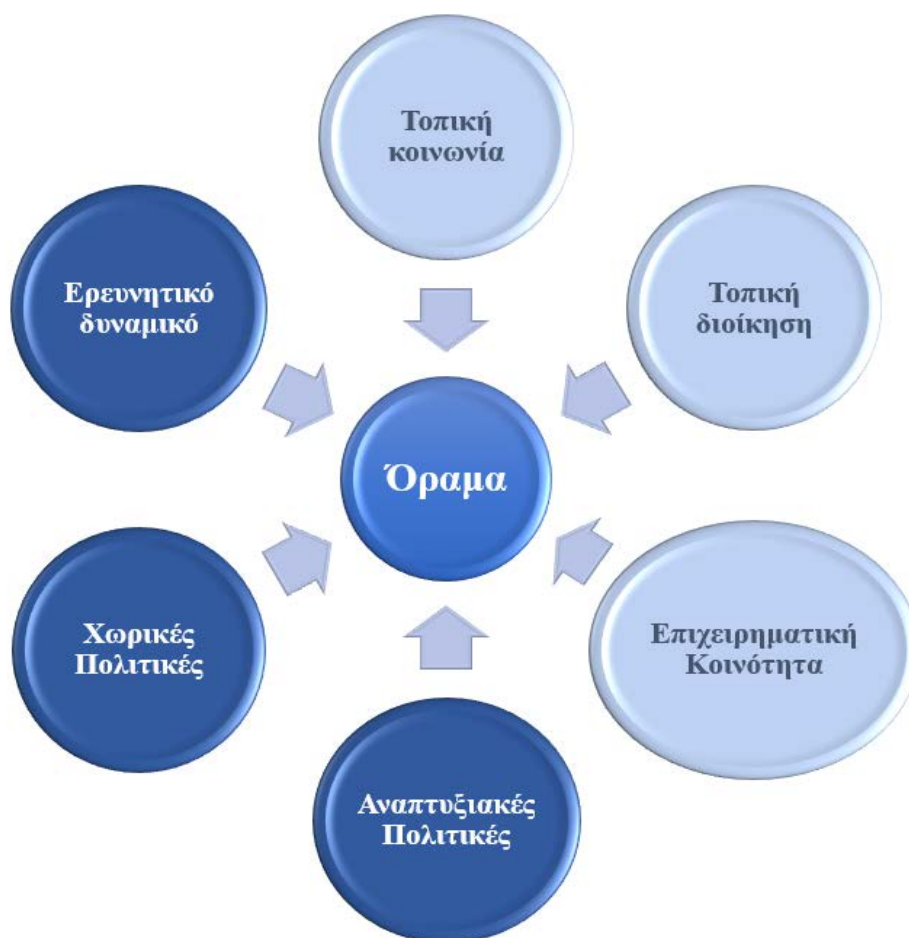 Τοπική
κοινωνία
Τοπική
διοίκηση
Επιχειρηματική
Κοινότητα
Αναπτυξιακές
Πολιτικές
Χωρικές
Πολιτικές
Ερευνητικό
δυναμικό
Όραμα